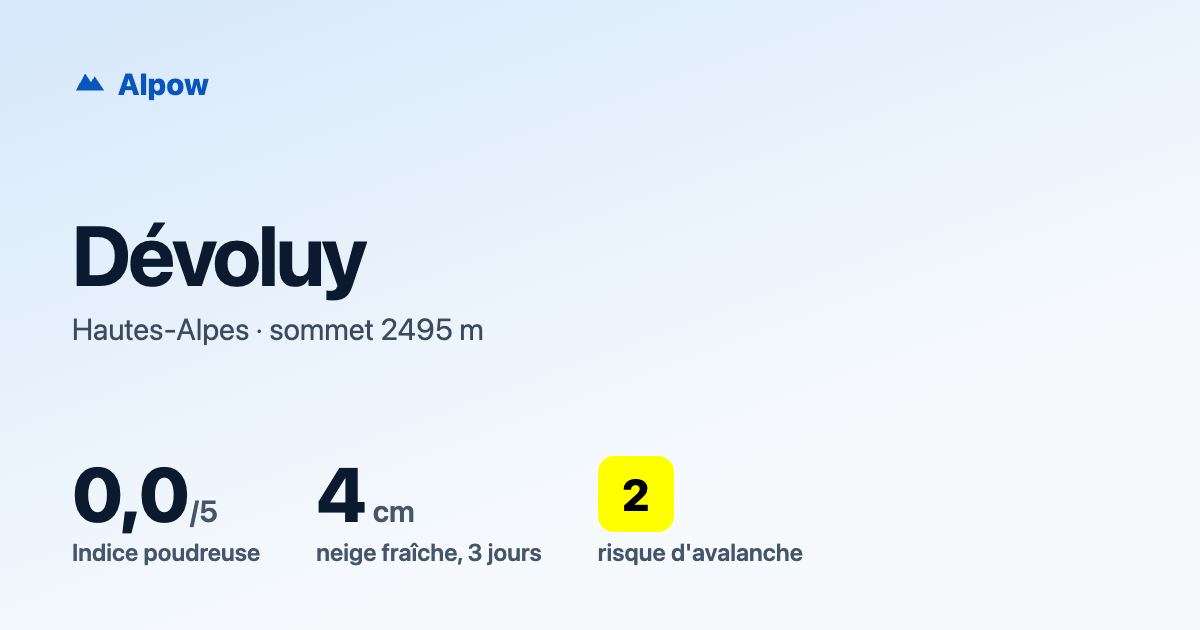 Alpow
Dévoluy
Hautes-Alpes · sommet 2495 m
0,0/5
Indice poudreuse
4 cm
neige fraîche, 3 jours
2
risque d'avalanche